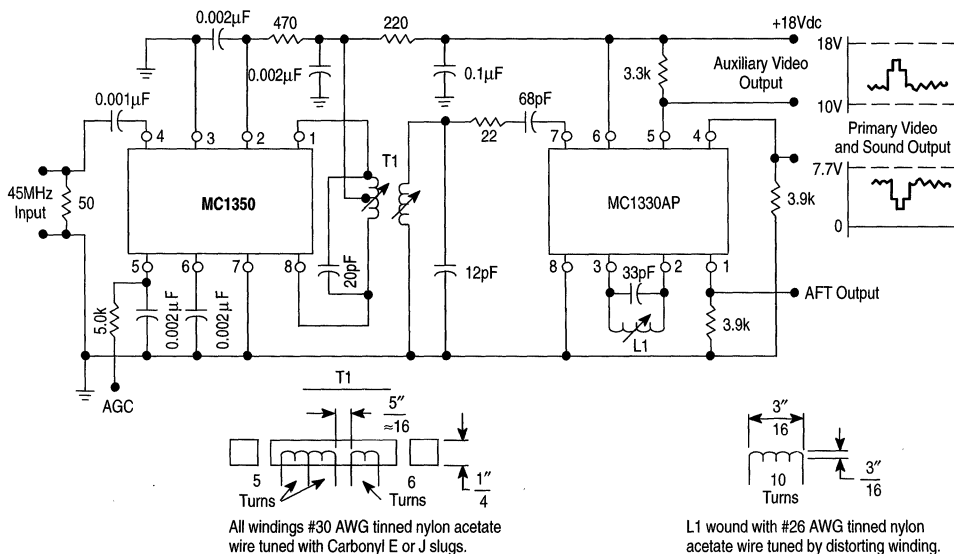 0.002μF 470 220 +18Vdc
18V
0.002μF 0.1μF 3.3k Auxiliary Video
Output
10V
0.001μF 68pF
22
4 3 2 1 7 6 5 4
Primary Video
and Sound Output
T1 7.7V
45MHz
Input
50
MC1350 MC1330AP 3.9k
0
5 6 7 8 20pF 12pF 8 3 33pF 2 1
AFT Output
5.0k 0.002μF 0.002μF L1 3.9k
AGC
T1
5″
≈16
3″
16
5 6
Turns Turns
1″
4
10
Turns
3″
16
All windings #30 AWG tinned nylon acetate
wire tuned with Carbonyl E or J slugs.
L1 wound with #26 AWG tinned nylon
acetate wire tuned by distorting winding.